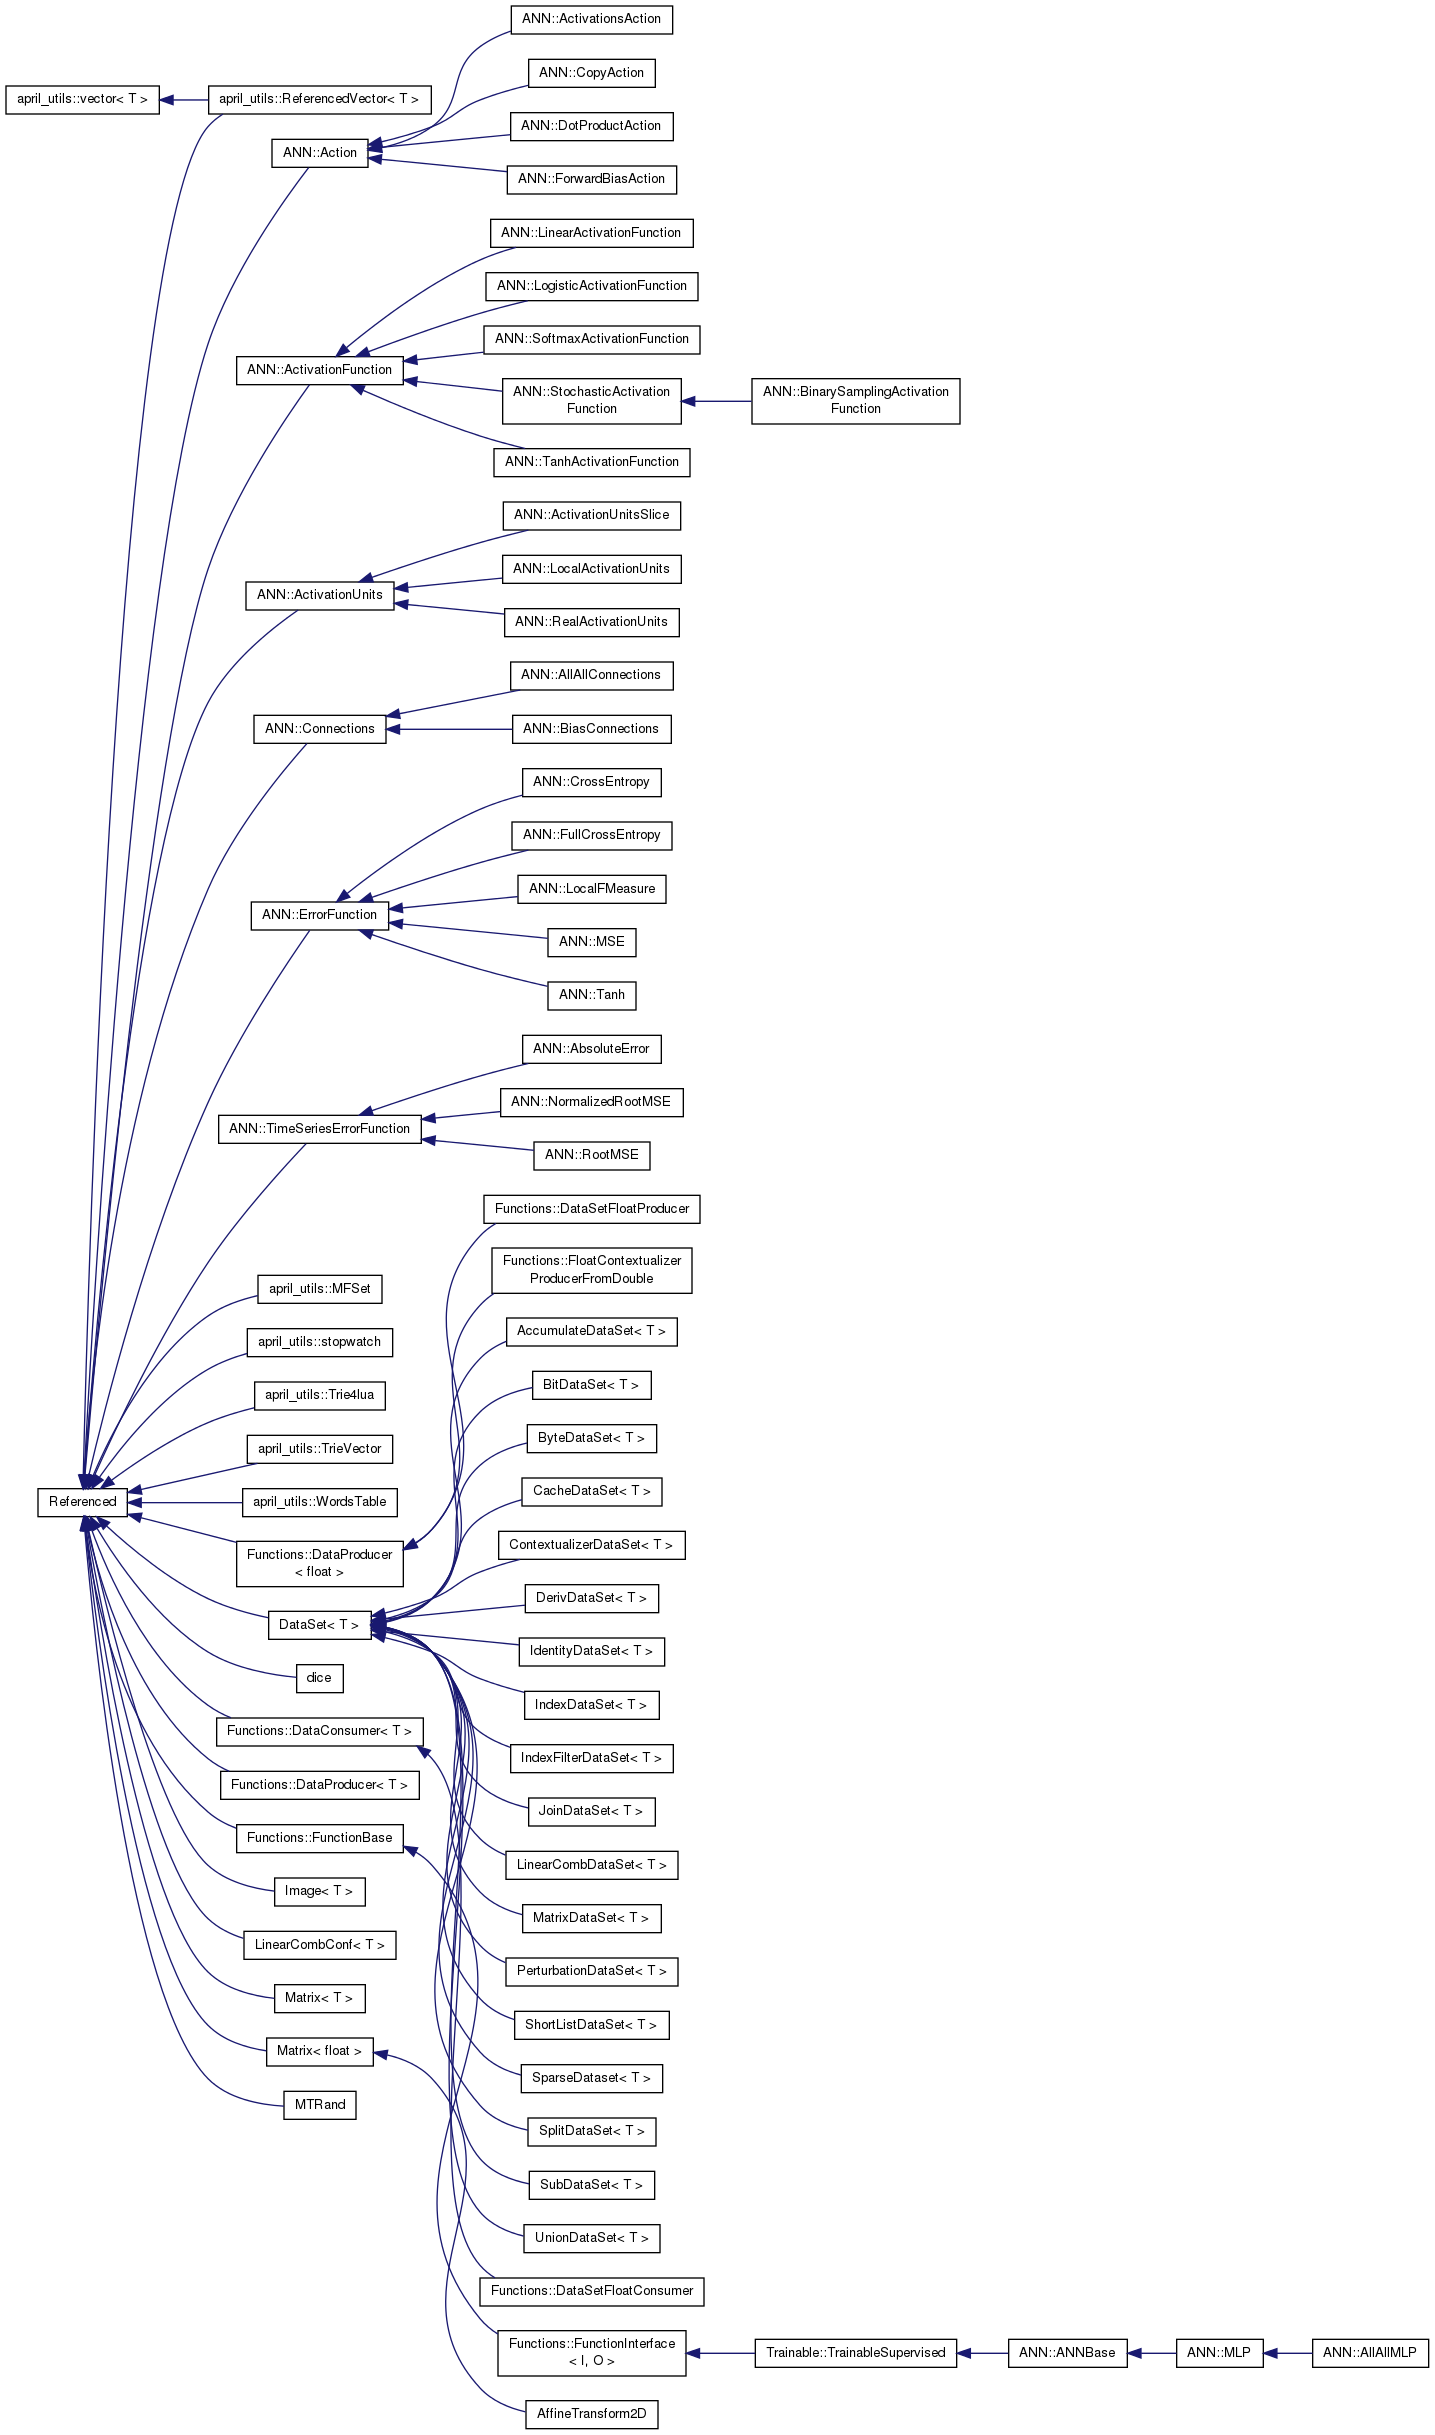 ANN::ActivationsAction
ANN::CopyAction
april_utils::vector< T >
april_utils::ReferencedVector< T >
ANN::DotProductAction
ANN::Action
ANN::ForwardBiasAction
ANN::LinearActivationFunction
ANN::LogisticActivationFunction
ANN::SoftmaxActivationFunction
ANN::ActivationFunction
ANN::StochasticActivation
Function
ANN::BinarySamplingActivation
Function
ANN::TanhActivationFunction
ANN::ActivationUnitsSlice
ANN::LocalActivationUnits
ANN::ActivationUnits
ANN::RealActivationUnits
ANN::AllAllConnections
ANN::Connections
ANN::BiasConnections
ANN::CrossEntropy
ANN::FullCrossEntropy
ANN::LocalFMeasure
ANN::ErrorFunction
ANN::MSE
ANN::Tanh
ANN::AbsoluteError
ANN::NormalizedRootMSE
ANN::TimeSeriesErrorFunction
ANN::RootMSE
Functions::DataSetFloatProducer
Functions::FloatContextualizer
ProducerFromDouble
april_utils::MFSet
AccumulateDataSet< T >
april_utils::stopwatch
BitDataSet< T >
april_utils::Trie4lua
ByteDataSet< T >
april_utils::TrieVector
CacheDataSet< T >
Referenced
april_utils::WordsTable
ContextualizerDataSet< T >
Functions::DataProducer
< float >
DerivDataSet< T >
DataSet< T >
IdentityDataSet< T >
dice
IndexDataSet< T >
Functions::DataConsumer< T >
IndexFilterDataSet< T >
Functions::DataProducer< T >
JoinDataSet< T >
Functions::FunctionBase
LinearCombDataSet< T >
Image< T >
MatrixDataSet< T >
LinearCombConf< T >
PerturbationDataSet< T >
Matrix< T >
ShortListDataSet< T >
Matrix< float >
SparseDataset< T >
MTRand
SplitDataSet< T >
SubDataSet< T >
UnionDataSet< T >
Functions::DataSetFloatConsumer
Functions::FunctionInterface
< I, O >
Trainable::TrainableSupervised
ANN::ANNBase
ANN::MLP
ANN::AllAllMLP
AffineTransform2D